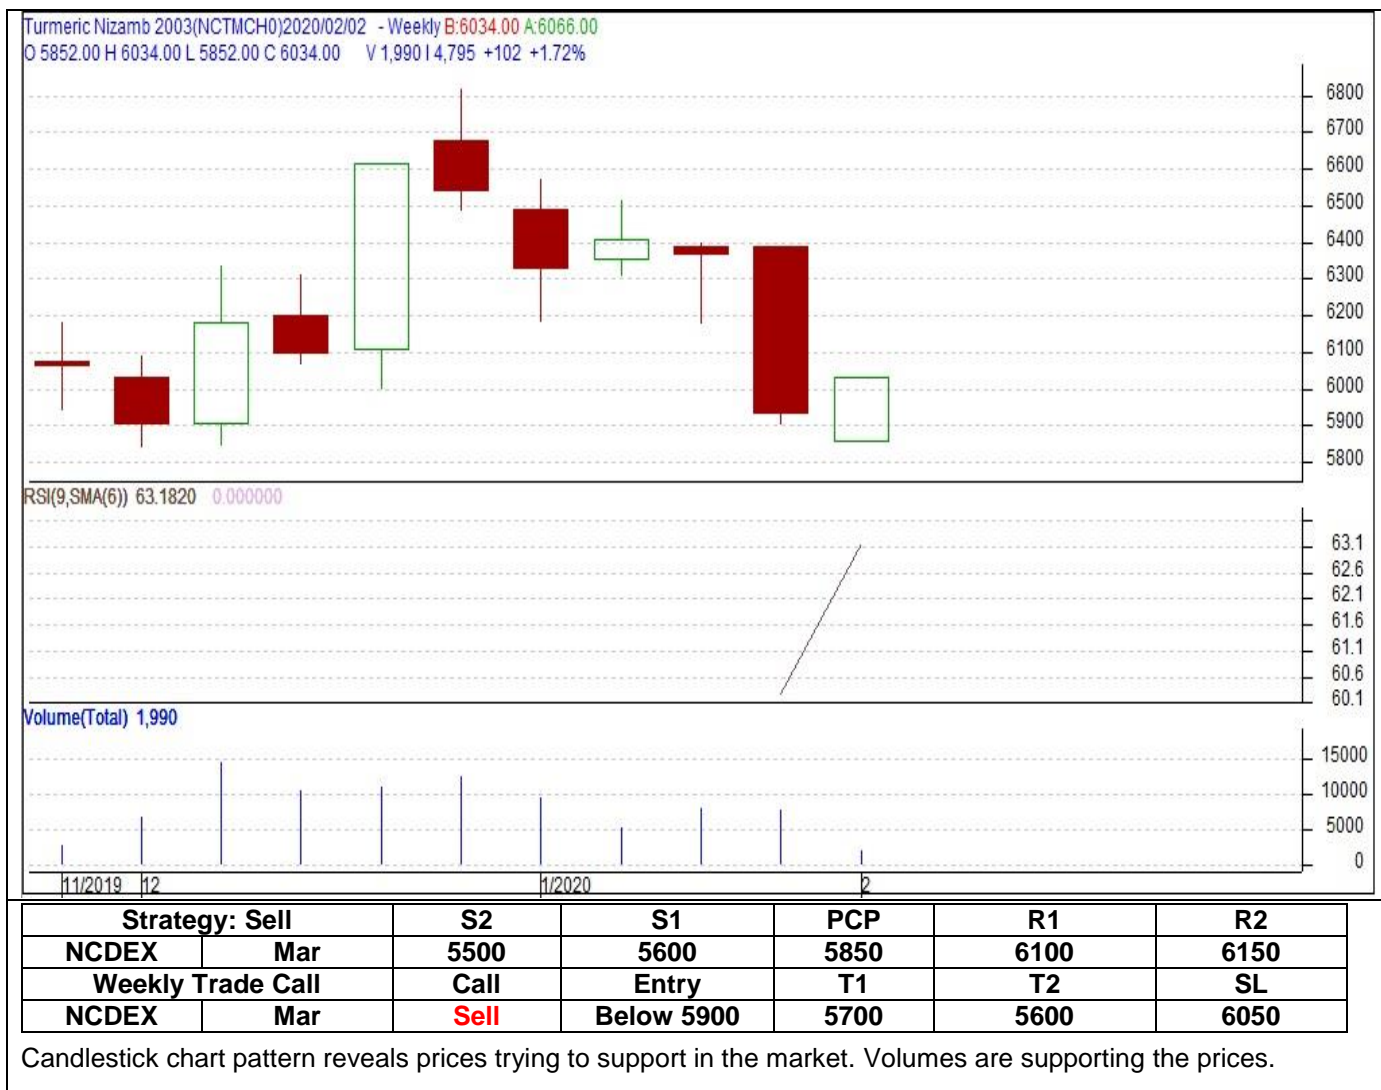 Turmeric Nizamb 2003(NCTMCH0)2020/02/02 - Weekly B:6034.00 A:6066.00
O 5852.00 H 6034.00 L 5852.00 C 6034.00 V 1,990 I 4,795 +102 +1.72%
6800
6700
6600
6500
6400
6300
6200
6100
6000
5900
5800
RSI(9,SMA(6)) 63.1820 0.000000
63.1
62.6
62.1
61.6
61.1
60.6
60.1
Volume(Total) 1,990
15000
10000
5000
0
11/2019 12 1/2020 2
Strategy: Sell S2 S1 PCP R1 R2
NCDEX Mar 5500 5600 5850 6100 6150
Weekly Trade Call Call Entry T1 T2 SL
NCDEX Mar Sell Below 5900 5700 5600 6050
Candlestick chart pattern reveals prices trying to support in the market. Volumes are supporting the prices.